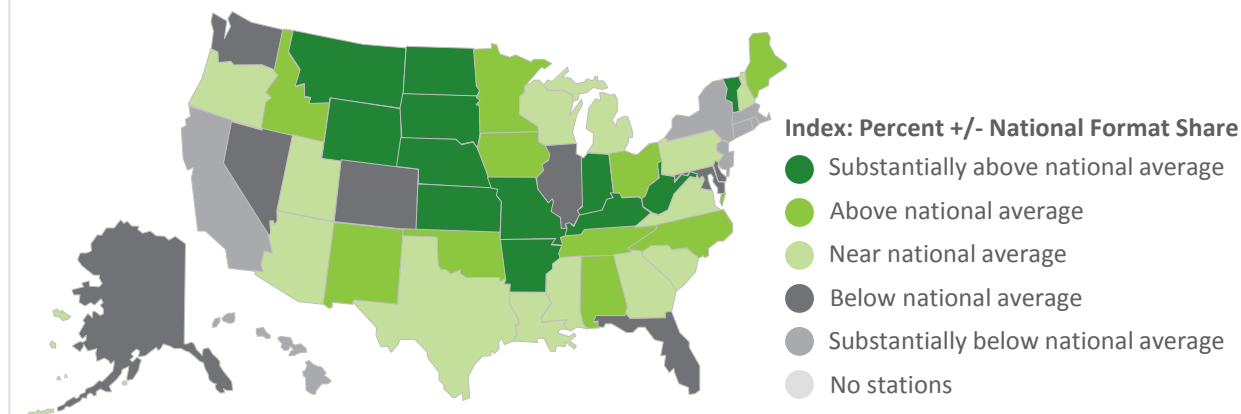 Index: Percent +/- National Format Share
Substantially above national average
Above national average
Near national average
Below national average
Substantially below national average
No stations